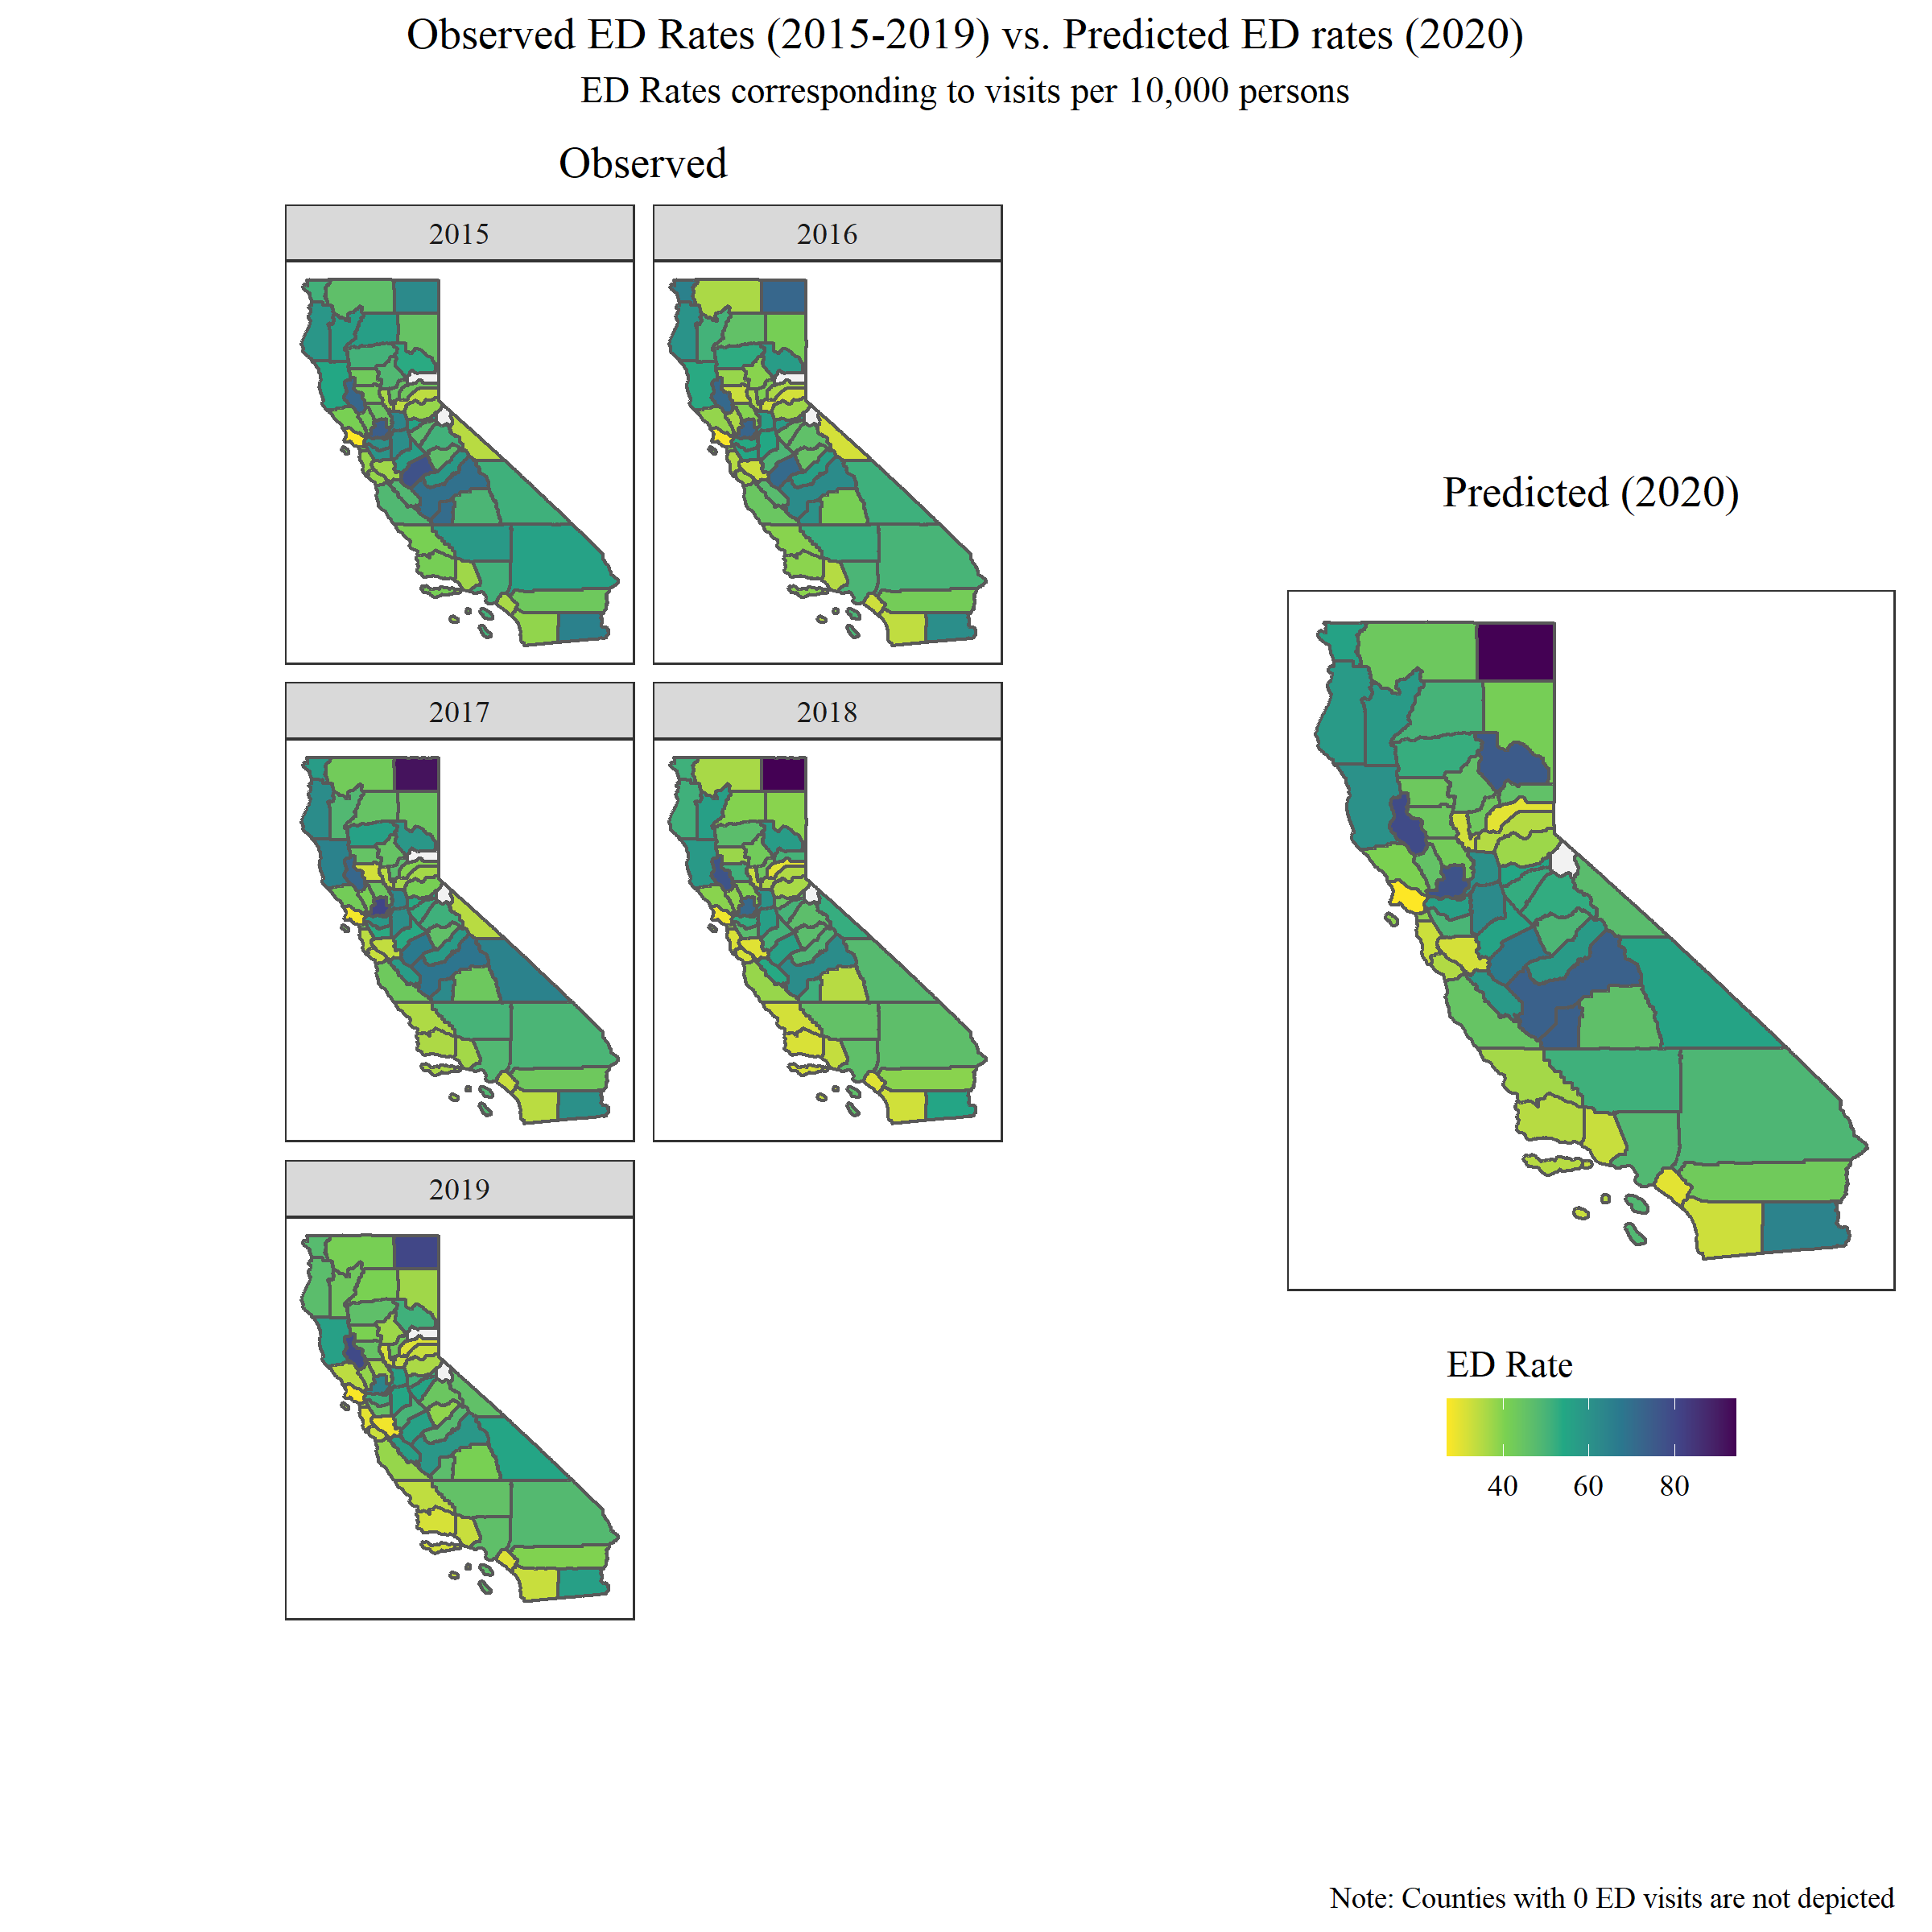 Observed ED Rates (2015-2019) vs. Predicted ED rates (2020)
ED Rates corresponding to visits per 10,000 persons
Observed
2015
2016
2017
2018
2019
Predicted (2020)
ED Rate
40 60 80
Note: Counties with 0 ED visits are not depicted